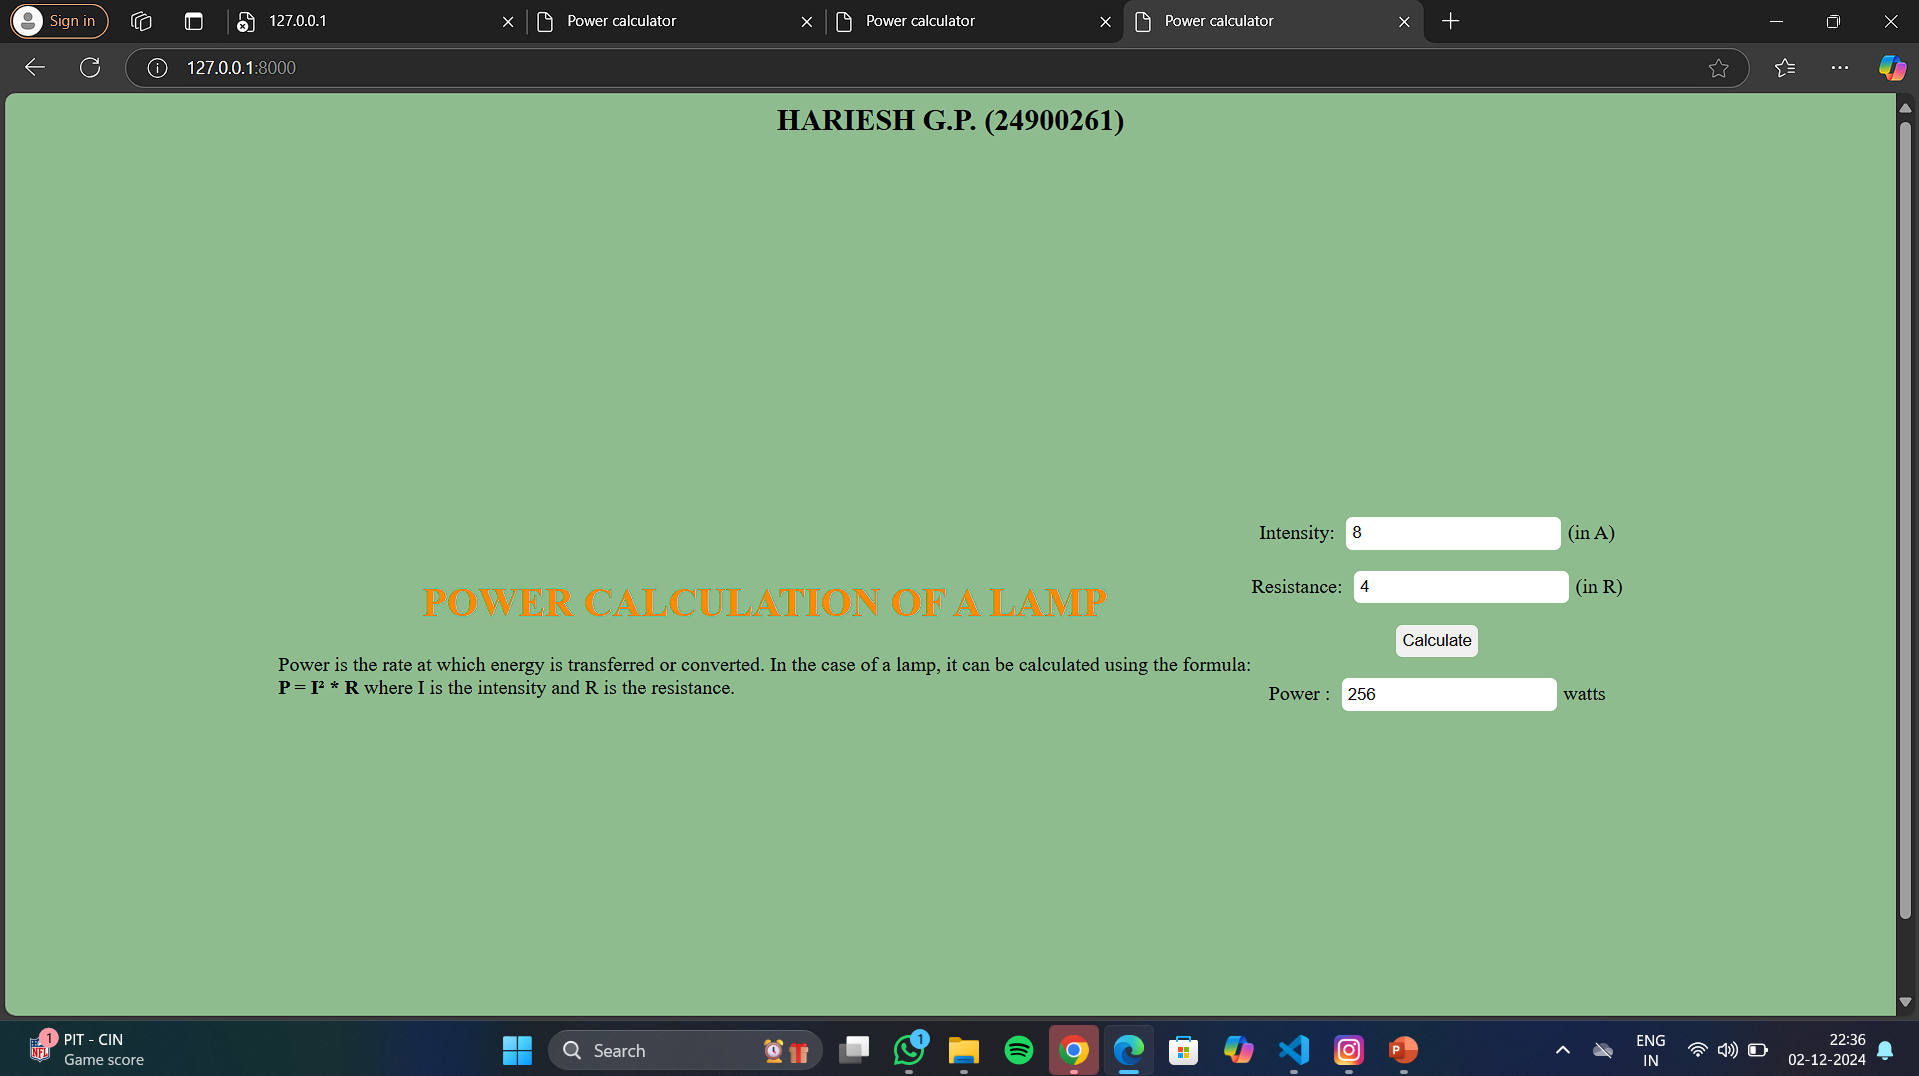 Sign in
127.0.0.1
Power calculator
Power calculator
Power calculator
127.0.0.1:8000
HARIESH G.P. (24900261)
Intensity: 8 (in A)
Resistance: 4 (in R)
Calculate
Power : 256 watts
POWER CALCULATION OF A LAMP
Power is the rate at which energy is transferred or converted. In the case of a lamp, it can be calculated using the formula:
P = I² * R where I is the intensity and R is the resistance.
1
NFL
PIT - CIN
Game score
Search
1
P
ENG
IN
22:36
02-12-2024